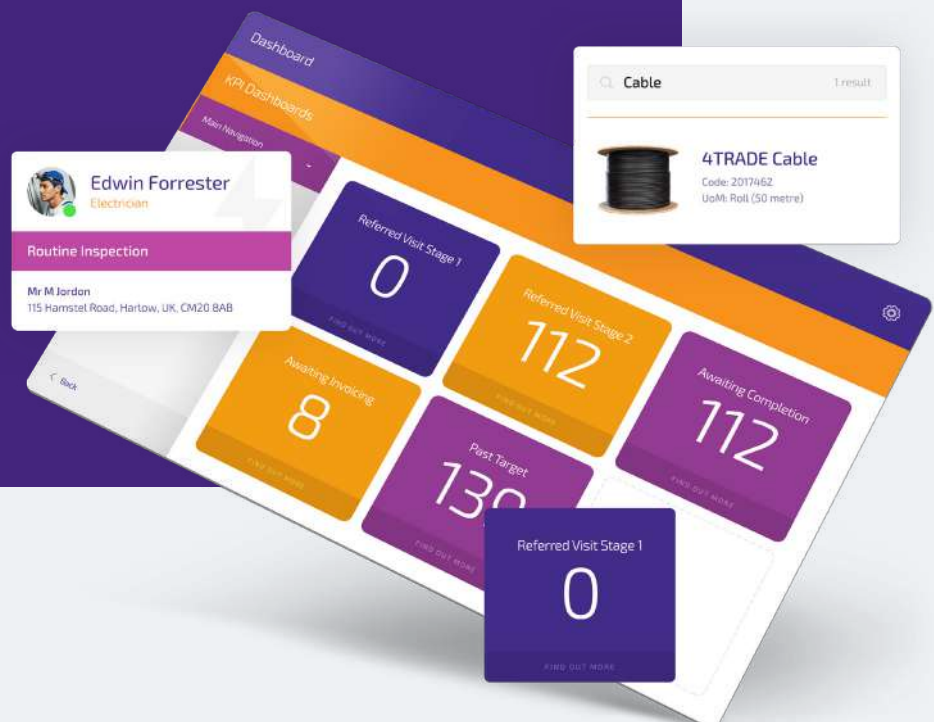 Dashboard
KPI Dashboards
Main Navigation
Cable
1 result
4TRADE Cable
Code: 2017462
UoM: Roll (50 metre)
Edwin Forrester
Electrician
Routine Inspection
Mr M Jordon
115 Hamstel Road, Harlow, UK, CM20 8AB
Referred Visit Stage 1
0
FIND OUT MORE
Referred Visit Stage 2
112
FIND OUT MORE
Awaiting Completion
112
FIND OUT MORE
Back
Awaiting Invoicing
8
FIND OUT MORE
Past Target
139
FIND OUT MORE
Referred Visit Stage 1
0
FIND OUT MORE